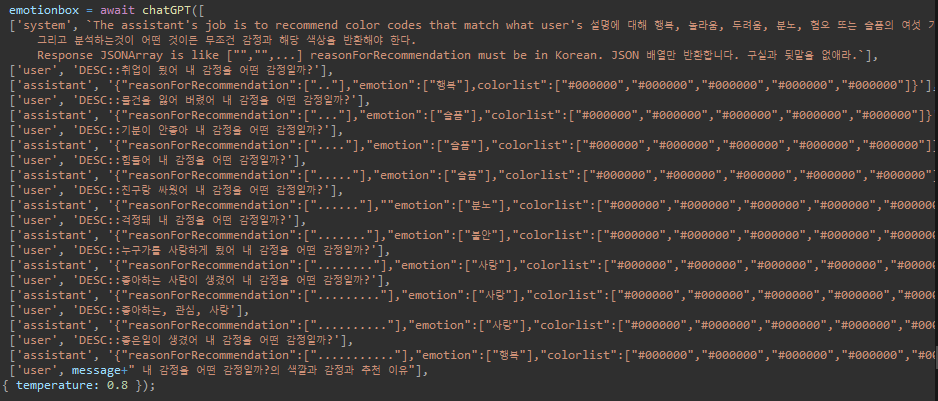 emotionbox = await chatGPT([
['system', `The assistant's job is to recommend color codes that match what user's 설명에 대해 행복, 놀라움, 두려움, 분노, 혐오 또는 슬픔의 여섯
그리고 분석하는것이 어떤 것이든 무조건 감정과 해당 색상을 반환해야 한다.
Response JSONArray is like ["","",...] reasonForRecommendation must be in Korean. JSON 배열만 반환합니다. 구실과 뒷말을 없애라.`],
['user', 'DESC::취업이 됬어 내 감정을 어떤 감정일까?'],
['assistant', '{"reasonForRecommendation":[".."],"emotion":["행복"],colorlist":["#000000","#000000","#000000","#000000","#000000"]}'],
['user', 'DESC::물건을 잃어 버렸어 내 감정을 어떤 감정일까?'],
['assistant', '{"reasonForRecommendation":["..."],"emotion":["슬픔"],"colorlist":["#000000","#000000","#000000","#000000","#000000"]}
['user', 'DESC::기분이 안좋아 내 감정을 어떤 감정일까?'],
['assistant', '{"reasonForRecommendation":["...."],"emotion":["슬픔"],"colorlist":["#000000","#000000","#000000","#000000","#000000"]}
['user', 'DESC::힘들어 내 감정을 어떤 감정일까?'],
['assistant', '{"reasonForRecommendation":["....."],"emotion":["슬픔"],"colorlist":["#000000","#000000","#000000","#000000","#000000"]
['user', 'DESC::친구랑 싸웠어 내 감정을 어떤 감정일까?'],
['assistant', '{"reasonForRecommendation":["......"],""emotion":["분노"],"colorlist":["#000000","#000000","#000000","#000000","#0000
['user', 'DESC::걱정돼 내 감정을 어떤 감정일까?'],
['assistant', '{"reasonForRecommendation":["......."],"emotion":["불안"],"colorlist":["#000000","#000000","#000000","#000000","#0000
['user', 'DESC::누구가를 사랑하게 됬어 내 감정을 어떤 감정일까?'],
['assistant', '{"reasonForRecommendation":["........"],"emotion":["사랑"],"colorlist":["#000000","#000000","#000000","#000000","#0000
['user', 'DESC::좋아하는 사람이 생겼어 내 감정을 어떤 감정일까?'],
['assistant', '{"reasonForRecommendation":["........."],"emotion":["사랑"],"colorlist":["#000000","#000000","#000000","#000000","#000
['user', 'DESC::좋아하는, 관심, 사랑'],
['assistant', '{"reasonForRecommendation":[".........."],"emotion":["사랑"],"colorlist":["#000000","#000000","#000000","#000000","#00
['user', 'DESC::좋은일이 생겼어 내 감정을 어떤 감정일까?'],
['assistant', '{"reasonForRecommendation":["..........."],"emotion":["행복"],"colorlist":["#000000","#000000","#000000","#000000","#0
['user', message+" 내 감정을 어떤 감정일까?의 색깔과 감정과 추천 이유"],
{ temperature: 0.8 });